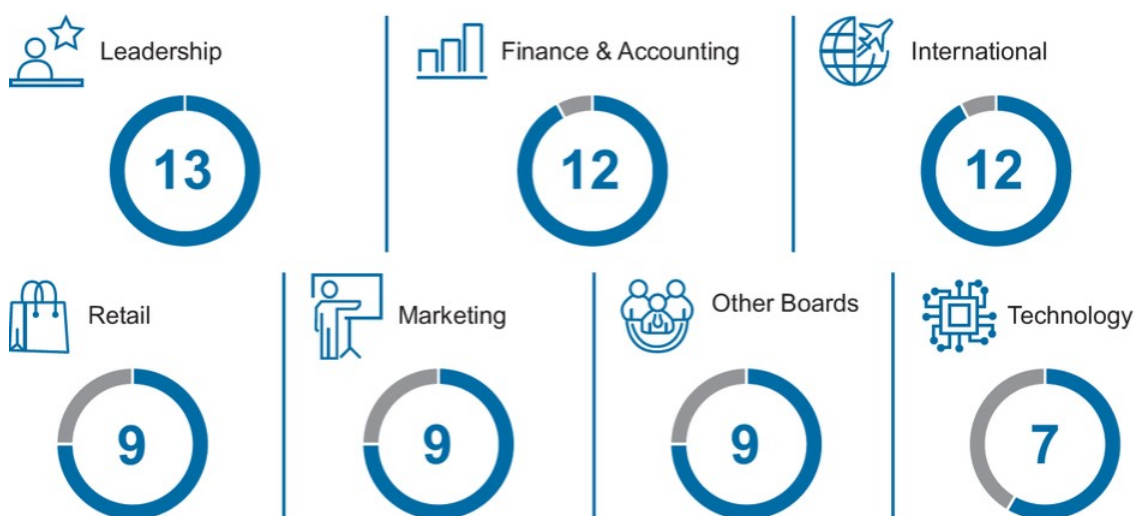 Leadership
Finance & Accounting
International
13
12
12
Retail
Marketing
Other Boards
Technology
9
9
9
7